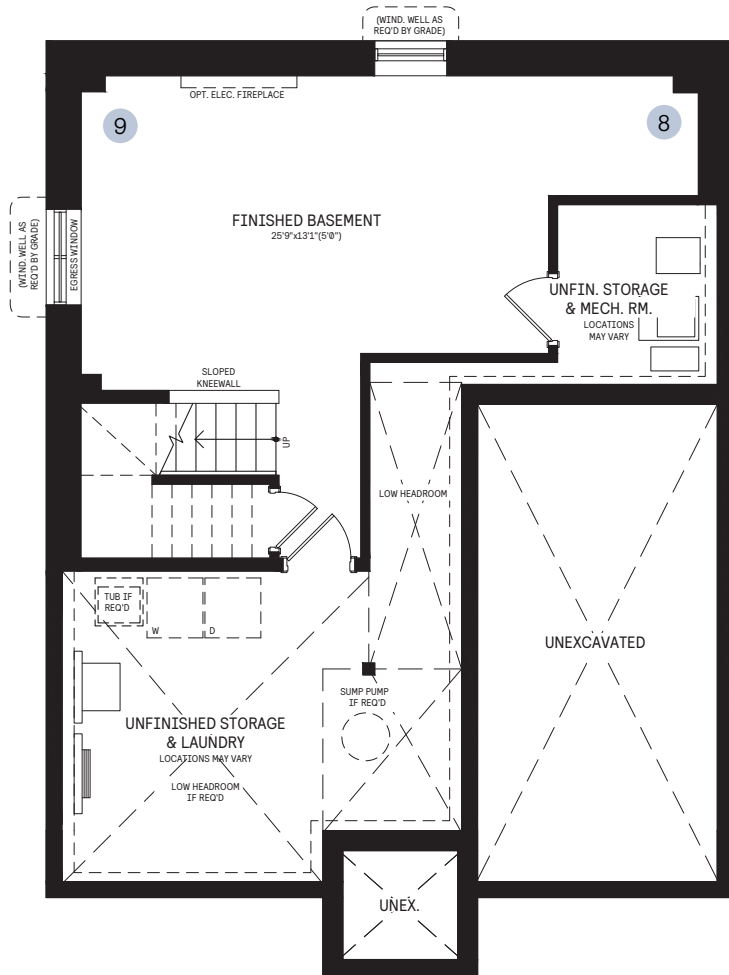 (WIND. WELL AS
REQ'D BY GRADE)
OPT. ELEC. FIREPLACE
9
8
(WIND. WELL AS
REQ'D BY GRADE)
EGRESS WINDOW
FINISHED BASEMENT
25'9"x13'1"(5'0")
UNFIN. STORAGE
& MECH. RM.
LOCATIONS
MAY VARY
SLOPED
KNEEWALL
UP
LOW HEADROOM
TUB IF
REQ'D
W
D
UNEXCAVATED
SUMP PUMP
IF REQ'D
UNFINISHED STORAGE
& LAUNDRY
LOCATIONS MAY VARY
LOW HEADROOM
IF REQ'D
UNEX.